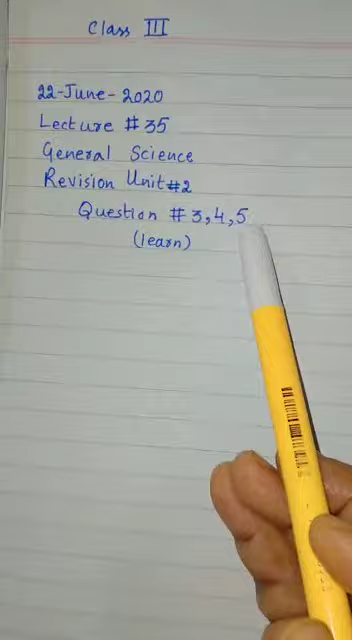 Class III
22-June-2020
Lecture # 35
General Science
Revision Unit#2
Question # 3,4,5
(learn)